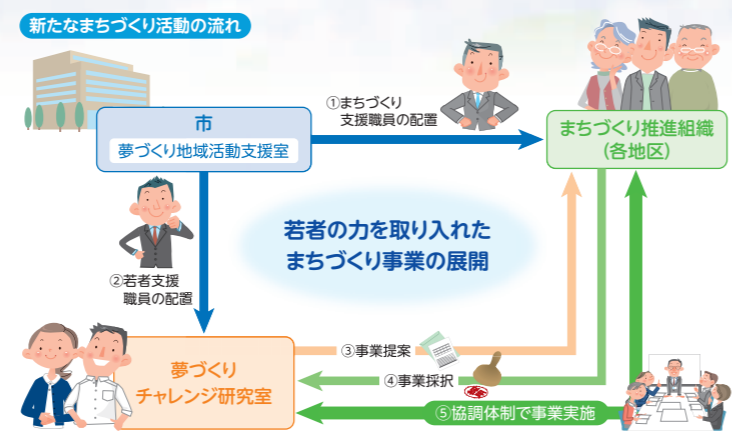 新たなまちづくり活動の流れ
①まちづくり
支援職員の配置
市
夢づくり地域活動支援室
まちづくり推進組織
(各地区)
若者の力を取り入れた
まちづくり事業の展開
②若者支援
職員の配置
③事業提案
夢づくり
チャレンジ研究室
④事業採択
⑤協調体制で事業実施